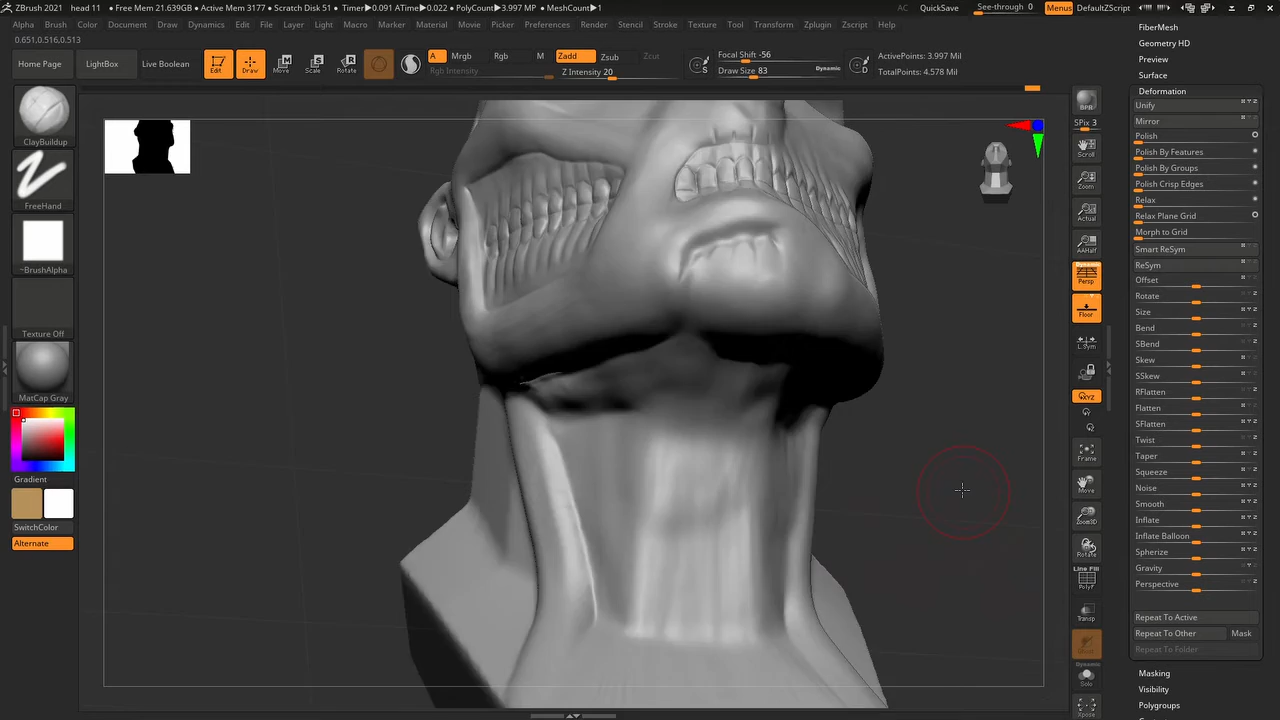 ZBrush 2021 head 11 • Free Mem 21.639GB • Active Mem 3177 • Scratch Disk 51 • Timer▶0.091 ATime▶0.022 • PolyCount▶3.997 MP • MeshCount▶1 AC QuickSave See-through 0 Menus DefaultZScript
Alpha Brush Color Document Draw Dynamics Edit File Layer Light Macro Marker Material Movie Picker Preferences Render Stencil Stroke Texture Tool Transform Zplugin Zscript Help
0.651,0.516,0.513
Home Page LightBox Live Boolean Edit Draw Move Scale Rotate
A Mrgb Rgb M Zadd Zsub Zcut
Rgb Intensity Z Intensity 20
Focal Shift -56
Draw Size 83 Dynamic
S D
ActivePoints: 3.997 Mil
TotalPoints: 4.578 Mil
ClayBuildup
FreeHand
~BrushAlpha
Texture Off
MatCap Gray
Gradient
SwitchColor
Alternate
BPR
SPix 3
Scroll
Zoom
Actual
AAHalf
Dynamic
Persp
Floor
L.Sym
XYZ
Frame
Move
Zoom3D
Rotate
Line Fill
PolyF
Transp
Dynamic
Solo
Xpose
FiberMesh
Geometry HD
Preview
Surface
Deformation
Unify
Mirror
Polish
Polish By Features
Polish By Groups
Polish Crisp Edges
Relax
Relax Plane Grid
Morph to Grid
Smart ReSym
ReSym
Offset
Rotate
Size
Bend
SBend
Skew
SSkew
RFlatten
Flatten
SFlatten
Twist
Taper
Squeeze
Noise
Smooth
Inflate
Inflate Balloon
Spherize
Gravity
Perspective
Repeat To Active
Repeat To Other Mask
Repeat To Folder
Masking
Visibility
Polygroups